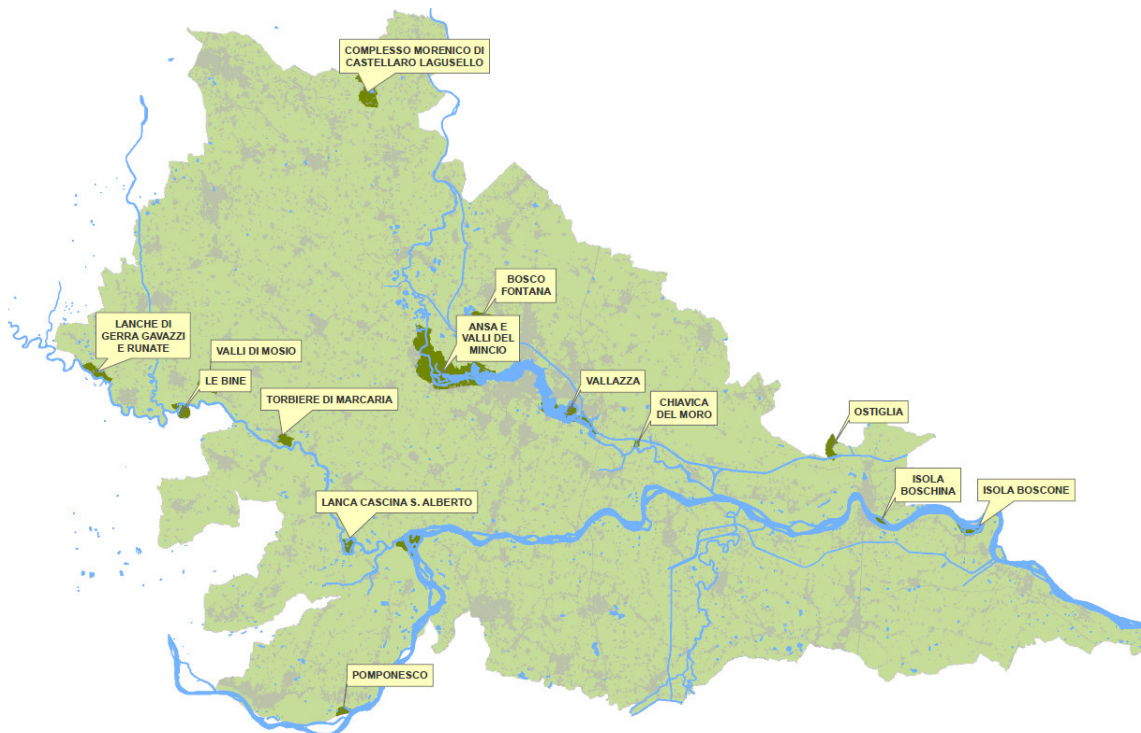 COMPLESSO MORENICO DI
CASTELLARO LAGUSELLO
BOSCO
FONTANA
ANSA E
VALLI DEL
MINCIO
LANCHE DI
GERRA GAVAZZI
E RUNATE
VALLI DI MOSIO
LE BINE
TORBIERE DI MARCARIA
VALLAZZA
CHIAVICA
DEL MORO
OSTIGLIA
ISOLA
BOSCHINA
ISOLA BOSCONE
LANCA CASCINA S. ALBERTO
POMPONESCO